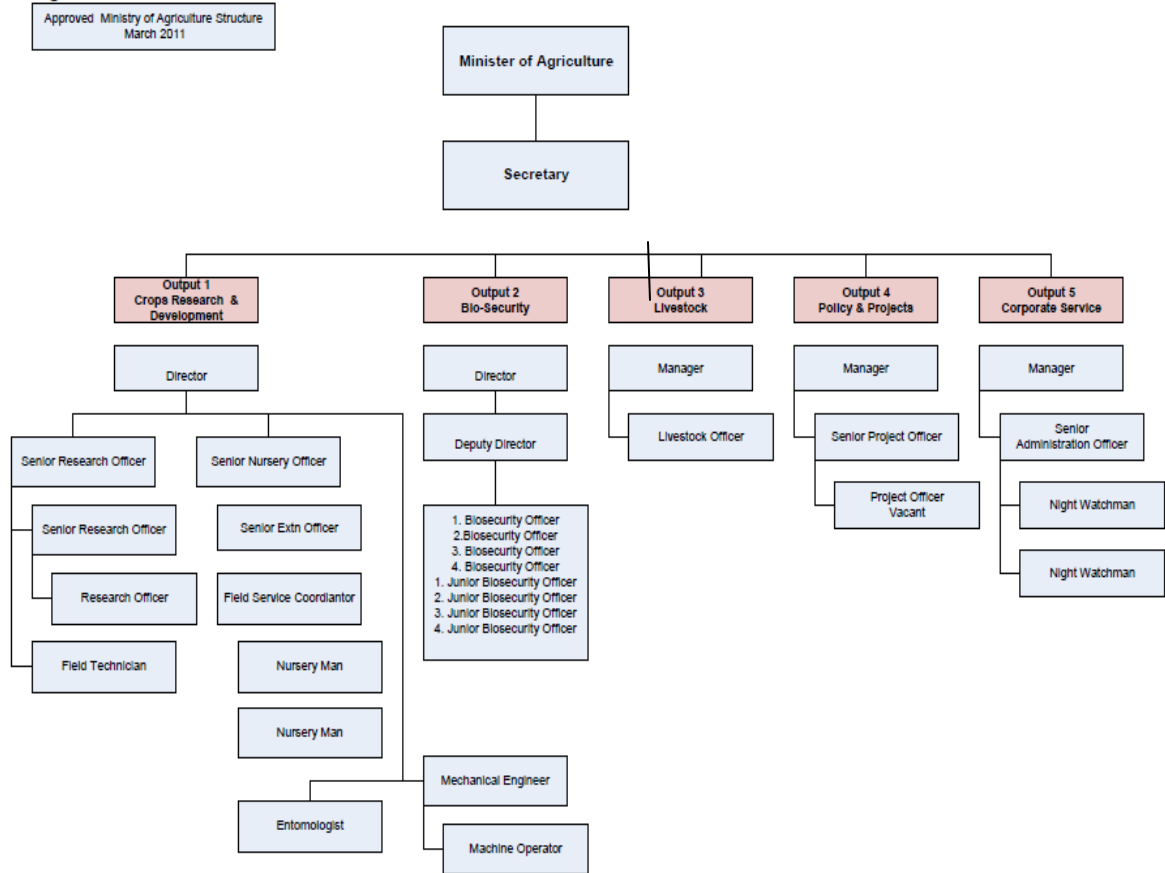 Approved Ministry of Agriculture Structure
March 2011
Minister of Agriculture
Secretary
Output 1
Crops Research &
Development
Output 2
Bio-Security
Output 3
Livestock
Output 4
Policy & Projects
Output 5
Corporate Service
Director
Director
Manager
Manager
Manager
Senior Research Officer
Senior Nursery Officer
Deputy Director
Livestock Officer
Senior Project Officer
Senior
Administration Officer
Senior Research Officer
Senior Extn Officer
1. Biosecurity Officer
2.Biosecurity Officer
3. Biosecurity Officer
4. Biosecurity Officer
1. Junior Biosecurity Officer
2. Junior Biosecurity Officer
3. Junior Biosecurity Officer
4. Junior Biosecurity Officer
Project Officer
Vacant
Night Watchman
Research Officer
Field Service Coordiantor
Night Watchman
Field Technician
Nursery Man
Nursery Man
Mechanical Engineer
Entomologist
Machine Operator